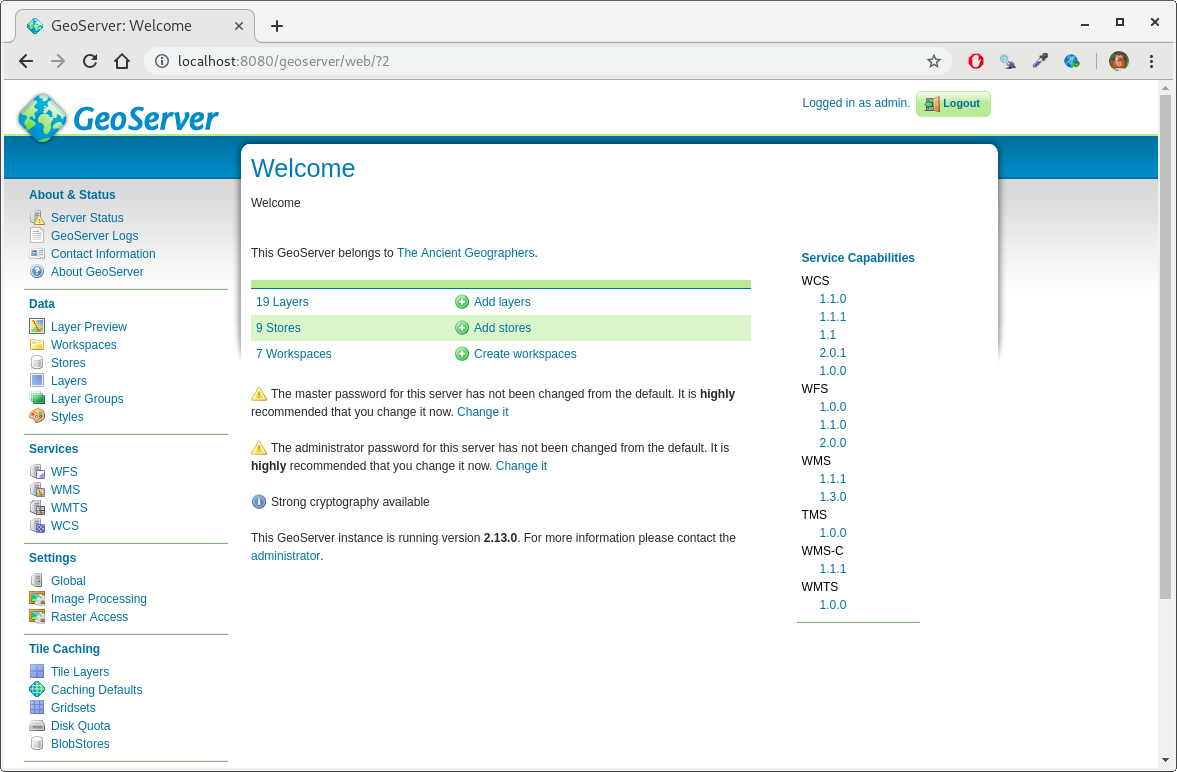 GeoServer: Welcome
localhost:8080/geoserver/web/?2
GeoServer
Logged in as admin.
Logout
About & Status
Server Status
GeoServer Logs
Contact Information
About GeoServer
Data
Layer Preview
Workspaces
Stores
Layers
Layer Groups
Styles
Services
WFS
WMS
WMTS
WCS
Settings
Global
Image Processing
Raster Access
Tile Caching
Tile Layers
Caching Defaults
Gridsets
Disk Quota
BlobStores
Welcome
Welcome
This GeoServer belongs to The Ancient Geographers.
19 Layers Add layers
9 Stores Add stores
7 Workspaces Create workspaces
The master password for this server has not been changed from the default. It is highly
recommended that you change it now. Change it
The administrator password for this server has not been changed from the default. It is
highly recommended that you change it now. Change it
Strong cryptography available
This GeoServer instance is running version 2.13.0. For more information please contact the
administrator.
Service Capabilities
WCS
1.1.0
1.1.1
1.1
2.0.1
1.0.0
WFS
1.0.0
1.1.0
2.0.0
WMS
1.1.1
1.3.0
TMS
1.0.0
WMS-C
1.1.1
WMTS
1.0.0